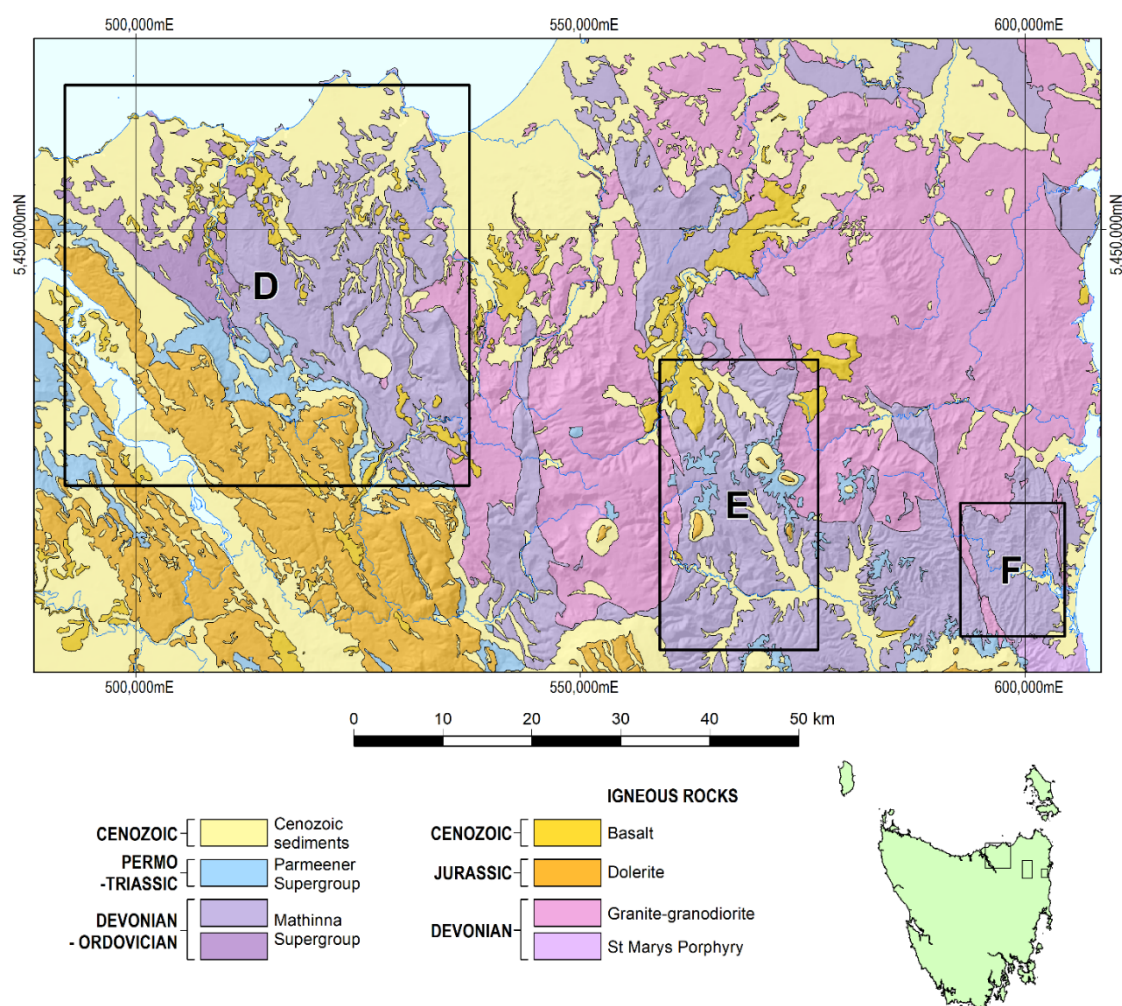 500,000mE 550,000mE 600,000mE
5,450,000mN 5,450,000mN
D
E
F
500,000mE 550,000mE 600,000mE
0 10 20 30 40 50 km
IGNEOUS ROCKS
CENOZOIC Cenozoic sediments
PERMO -TRIASSIC Parmeener Supergroup
DEVONIAN - ORDOVICIAN Mathinna Supergroup
CENOZOIC Basalt
JURASSIC Dolerite
DEVONIAN Granite-granodiorite
St Marys Porphyry